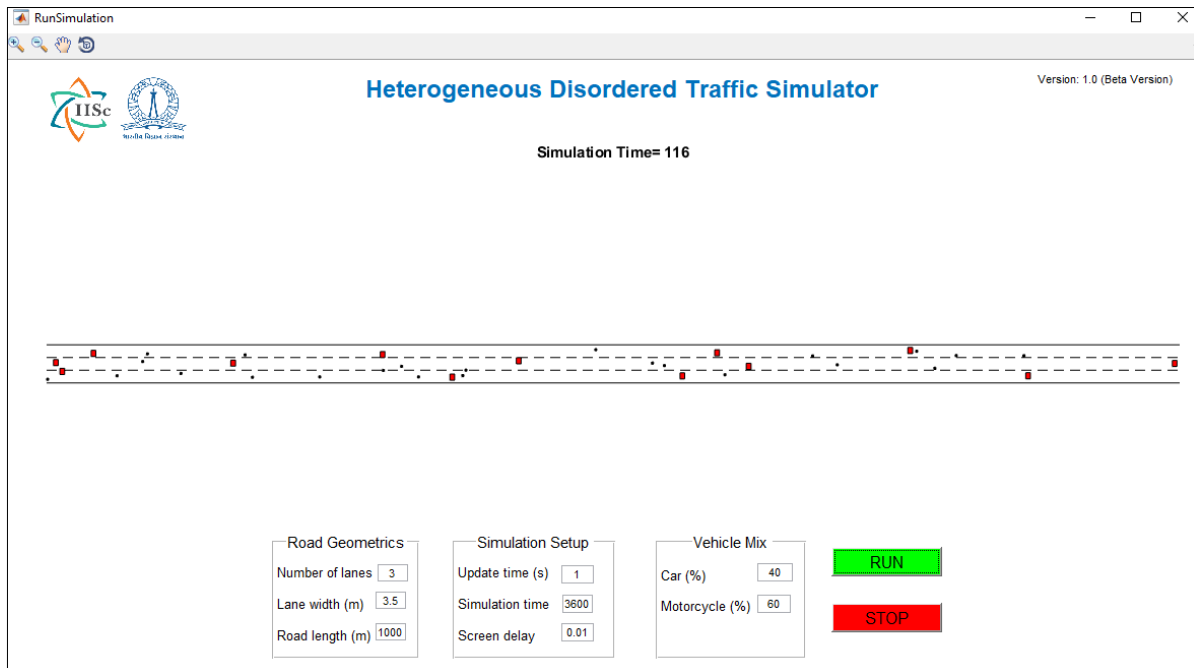 RunSimulation
Version: 1.0 (Beta Version)
IISc
Heterogeneous Disordered Traffic Simulator
Simulation Time= 116
Road Geometrics
Number of lanes 3
Lane width (m) 3.5
Road length (m) 1000
Simulation Setup
Update time (s) 1
Simulation time 3600
Screen delay 0.01
Vehicle Mix
Car (%) 40
Motorcycle (%) 60
RUN
STOP